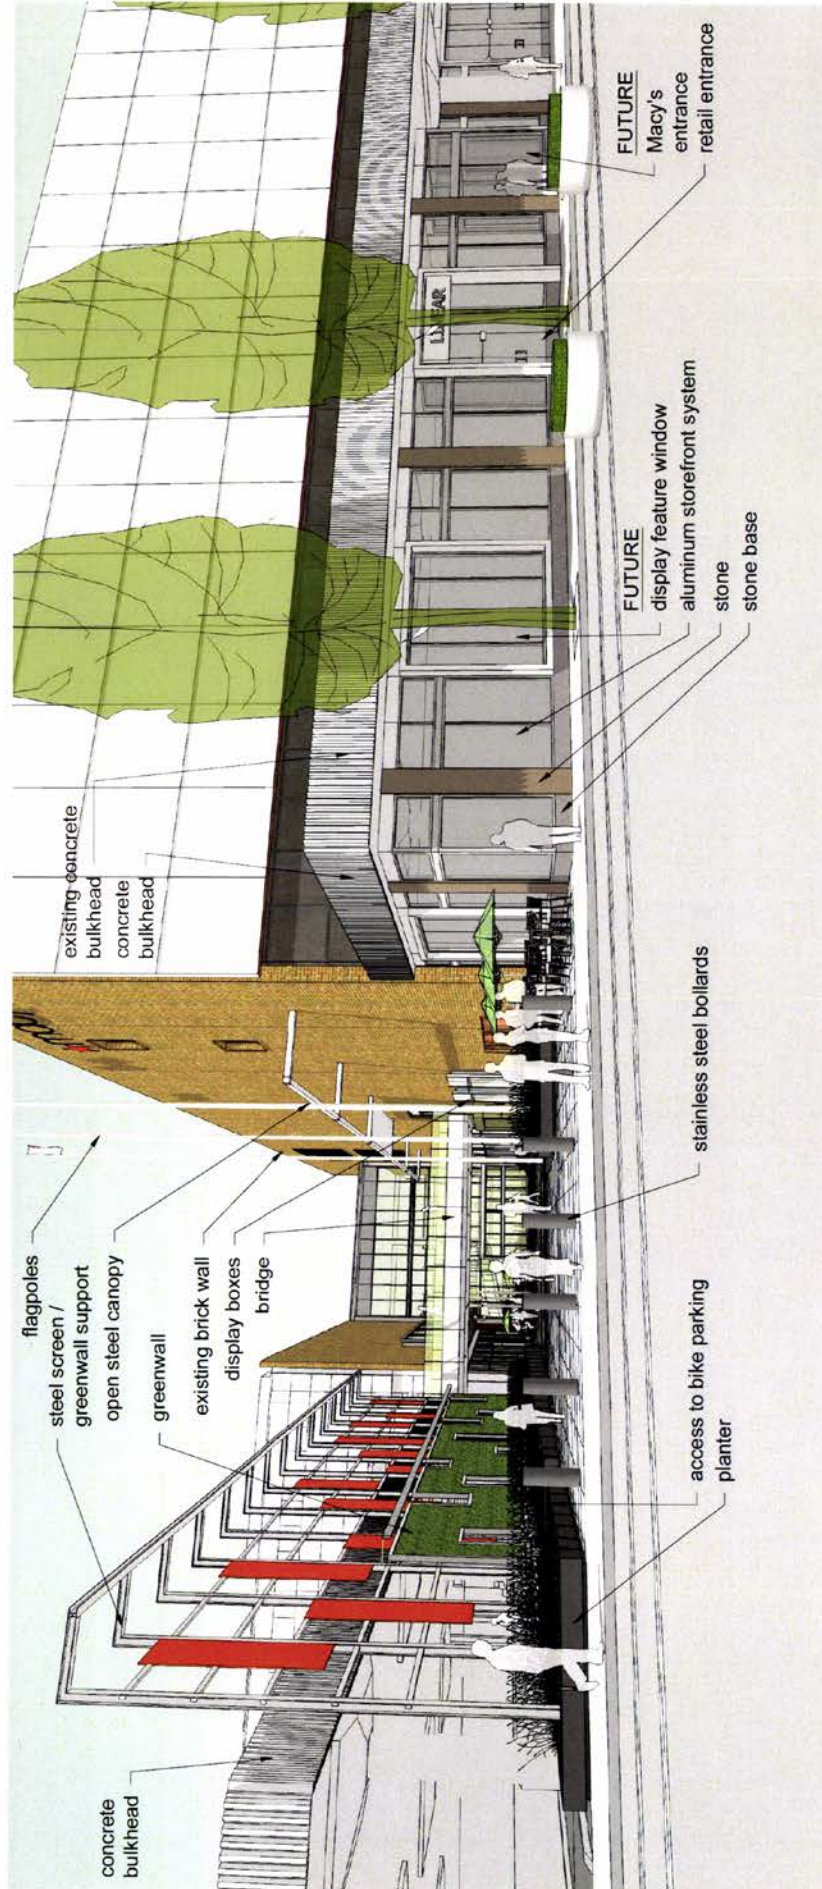 concrete
bulkhead
flagpoles
steel screen /
greenwall support
open steel canopy
greenwall
existing brick wall
display boxes
bridge
existing concrete
bulkhead
concrete
bulkhead
access to bike parking
planter
stainless steel bollards
FUTURE
display feature window
aluminum storefront system
stone
stone base
FUTURE
Macy's
entrance
retail entrance